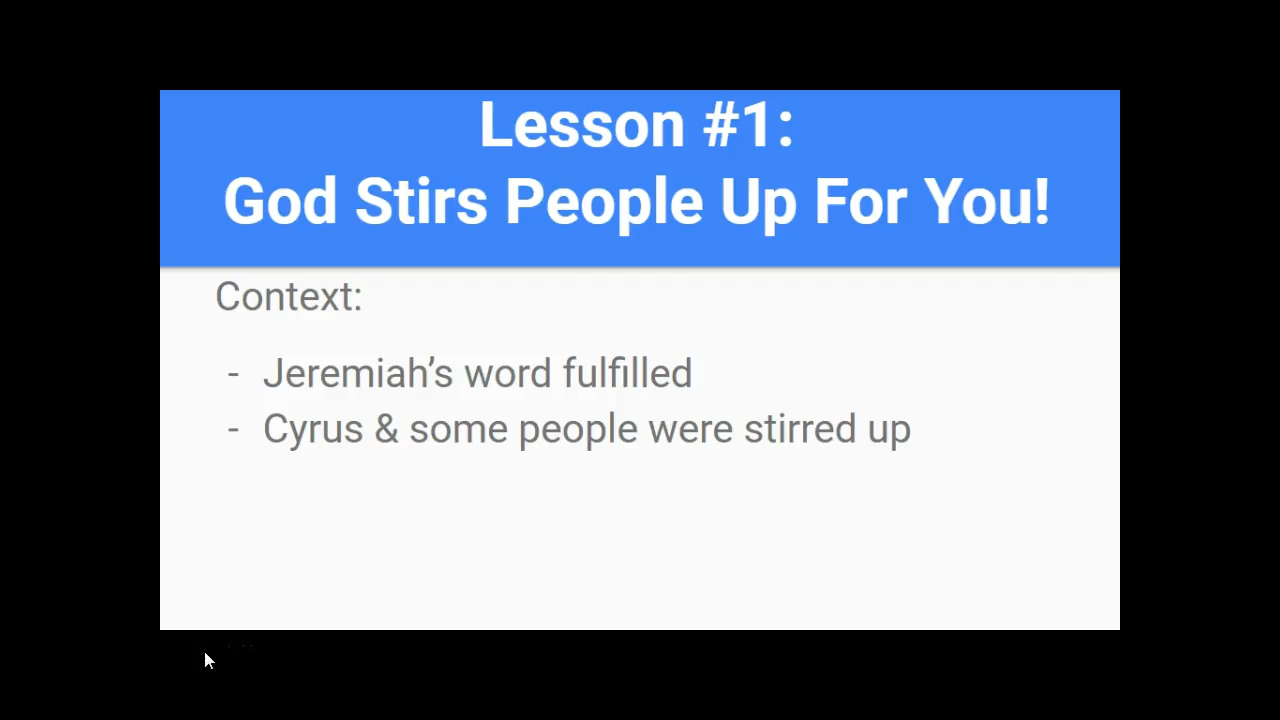 Lesson #1:
God Stirs People Up For You!
Context:
- Jeremiah’s word fulfilled
- Cyrus & some people were stirred up